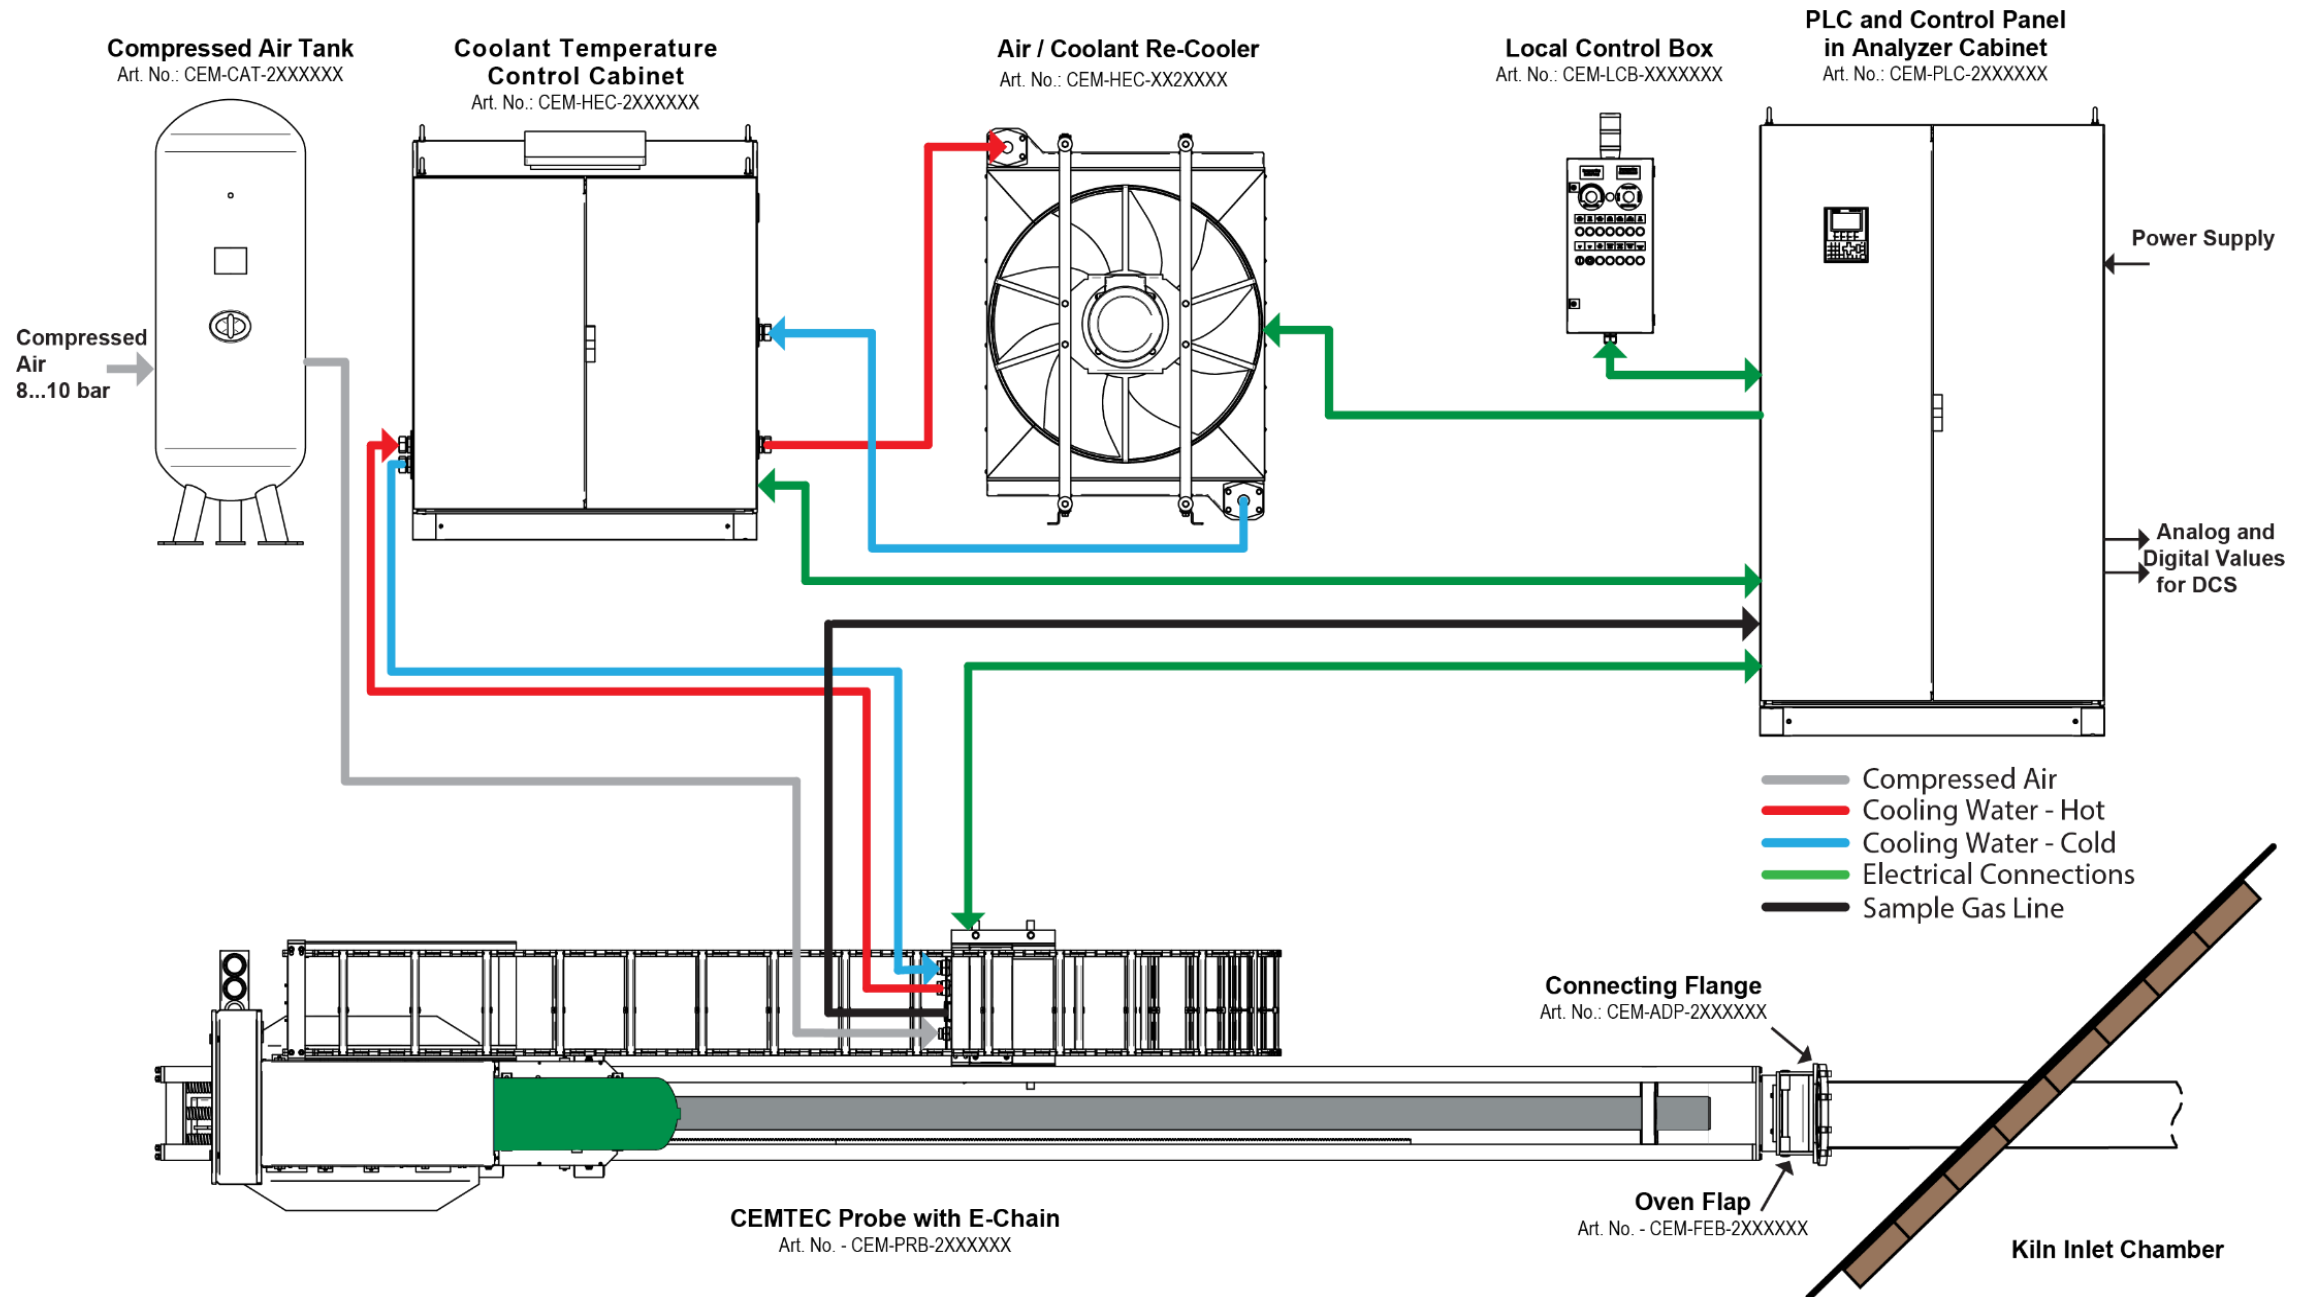 Compressed Air Tank
Art. No.: CEM-CAT-2XXXXXX
Coolant Temperature
Control Cabinet
Art. No.: CEM-HEC-2XXXXXX
Air / Coolant Re-Cooler
Art. No.: CEM-HEC-XX2XXXX
Local Control Box
Art. No.: CEM-LCB-XXXXXXX
PLC and Control Panel
in Analyzer Cabinet
Art. No.: CEM-PLC-2XXXXXX
Compressed
Air
8...10 bar
Power Supply
Analog and
Digital Values
for DCS
Compressed Air
Cooling Water - Hot
Cooling Water - Cold
Electrical Connections
Sample Gas Line
Connecting Flange
Art. No.: CEM-ADP-2XXXXXX
Oven Flap
Art. No. - CEM-FEB-2XXXXXX
CEMTEC Probe with E-Chain
Art. No. - CEM-PRB-2XXXXXX
Kiln Inlet Chamber